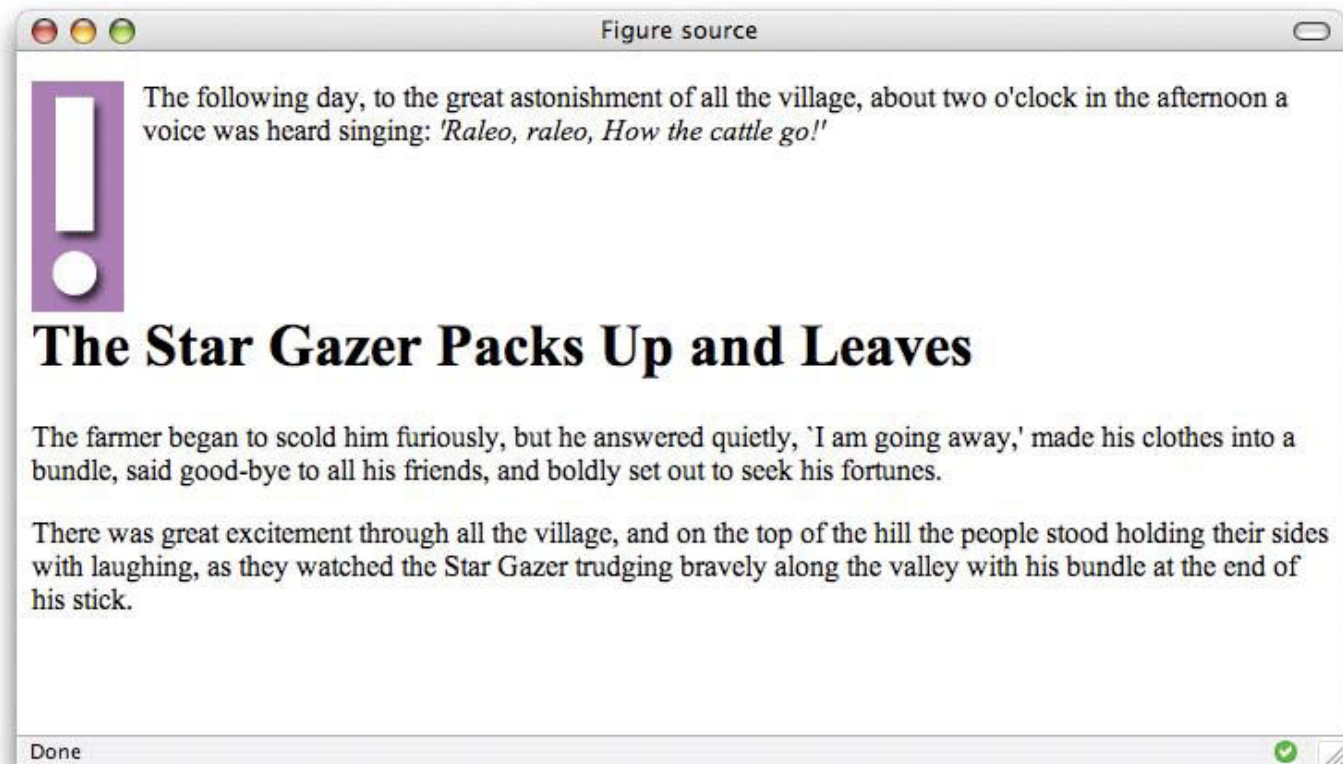 Figure source
!
The following day, to the great astonishment of all the village, about two o'clock in the afternoon a
voice was heard singing: 'Raleo, raleo, How the cattle go!'
The Star Gazer Packs Up and Leaves
The farmer began to scold him furiously, but he answered quietly, `I am going away,' made his clothes into a
bundle, said good-bye to all his friends, and boldly set out to seek his fortunes.
There was great excitement through all the village, and on the top of the hill the people stood holding their sides
with laughing, as they watched the Star Gazer trudging bravely along the valley with his bundle at the end of
his stick.
Done